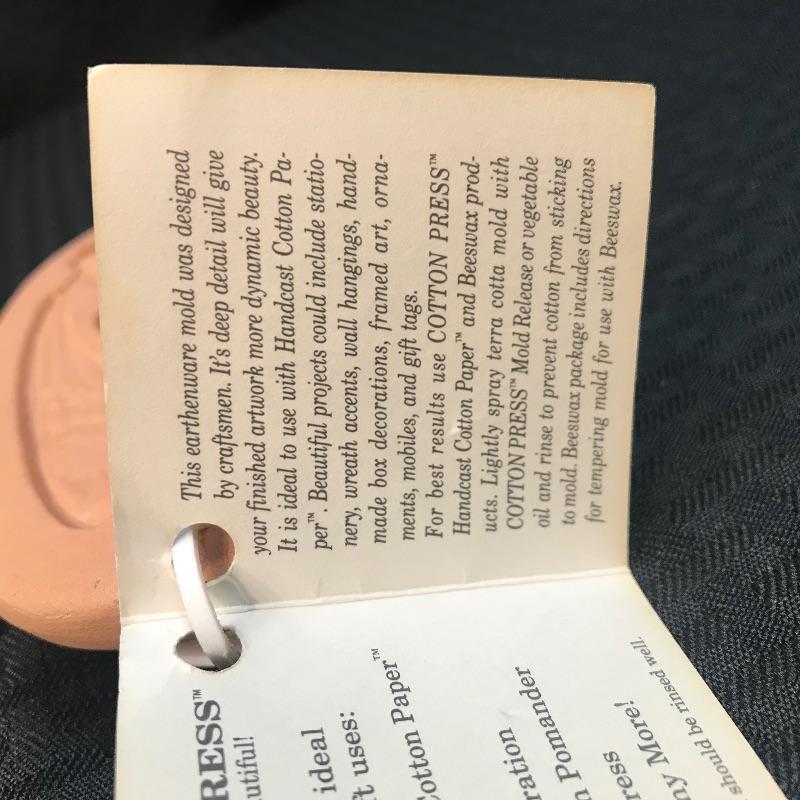 This earthenware mold was designed
by craftsmen. It's deep detail will give
your finished artwork more dynamic beauty.
It is ideal to use with Handcast Cotton Pa-
per™. Beautiful projects could include statio-
nery, wreath accents, wall hangings, hand-
made box decorations, framed art, orna-
ments, mobiles, and gift tags.
For best results use COTTON PRESS™
Handcast Cotton Paper™ and Beeswax prod-
ucts. Lightly spray terra cotta mold with
COTTON PRESS™ Mold Release or vegetable
oil and rinse to prevent cotton from sticking
to mold. Beeswax package includes directions
for tempering mold for use with Beeswax.
RESS™
utiful!
ideal
ft uses:
Cotton Paper™
ration
n Pomander
ress
ny More!
should be rinsed well.